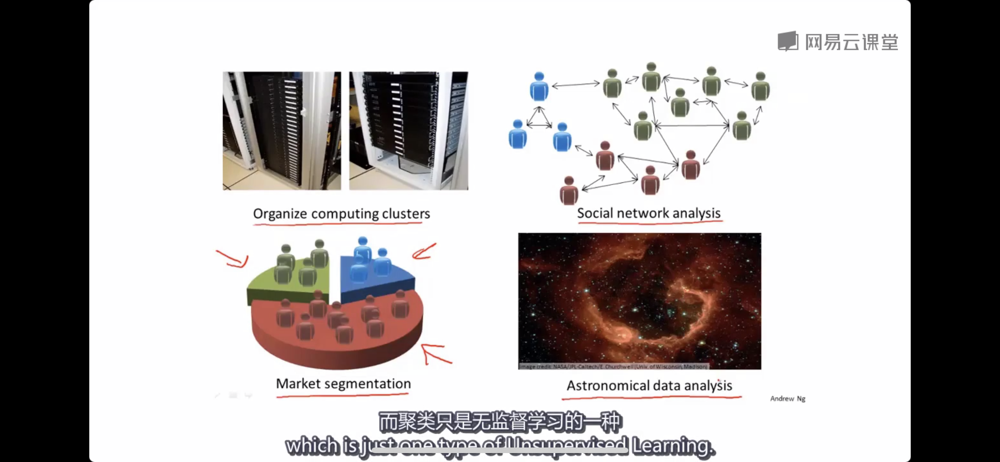 网易云课堂
Organize computing clusters
Social network analysis
Image credit: NASA/JPL-Caltech/E. Churchwell (Univ. of Wisconsin, Madison)
Market segmentation
Astronomical data analysis
Andrew Ng
而聚类只是无监督学习的一种
which is just one type of Unsupervised Learning.